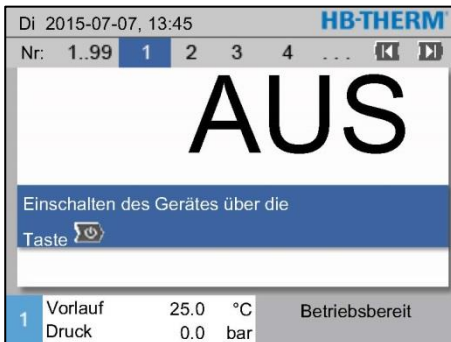 Di 2015-07-07, 13:45 HB-THERM
Nr: 1..99 1 2 3 4 ...
AUS
Einschalten des Gerätes über die
Taste
1 Vorlauf 25.0 °C Betriebsbereit
Druck 0.0 bar